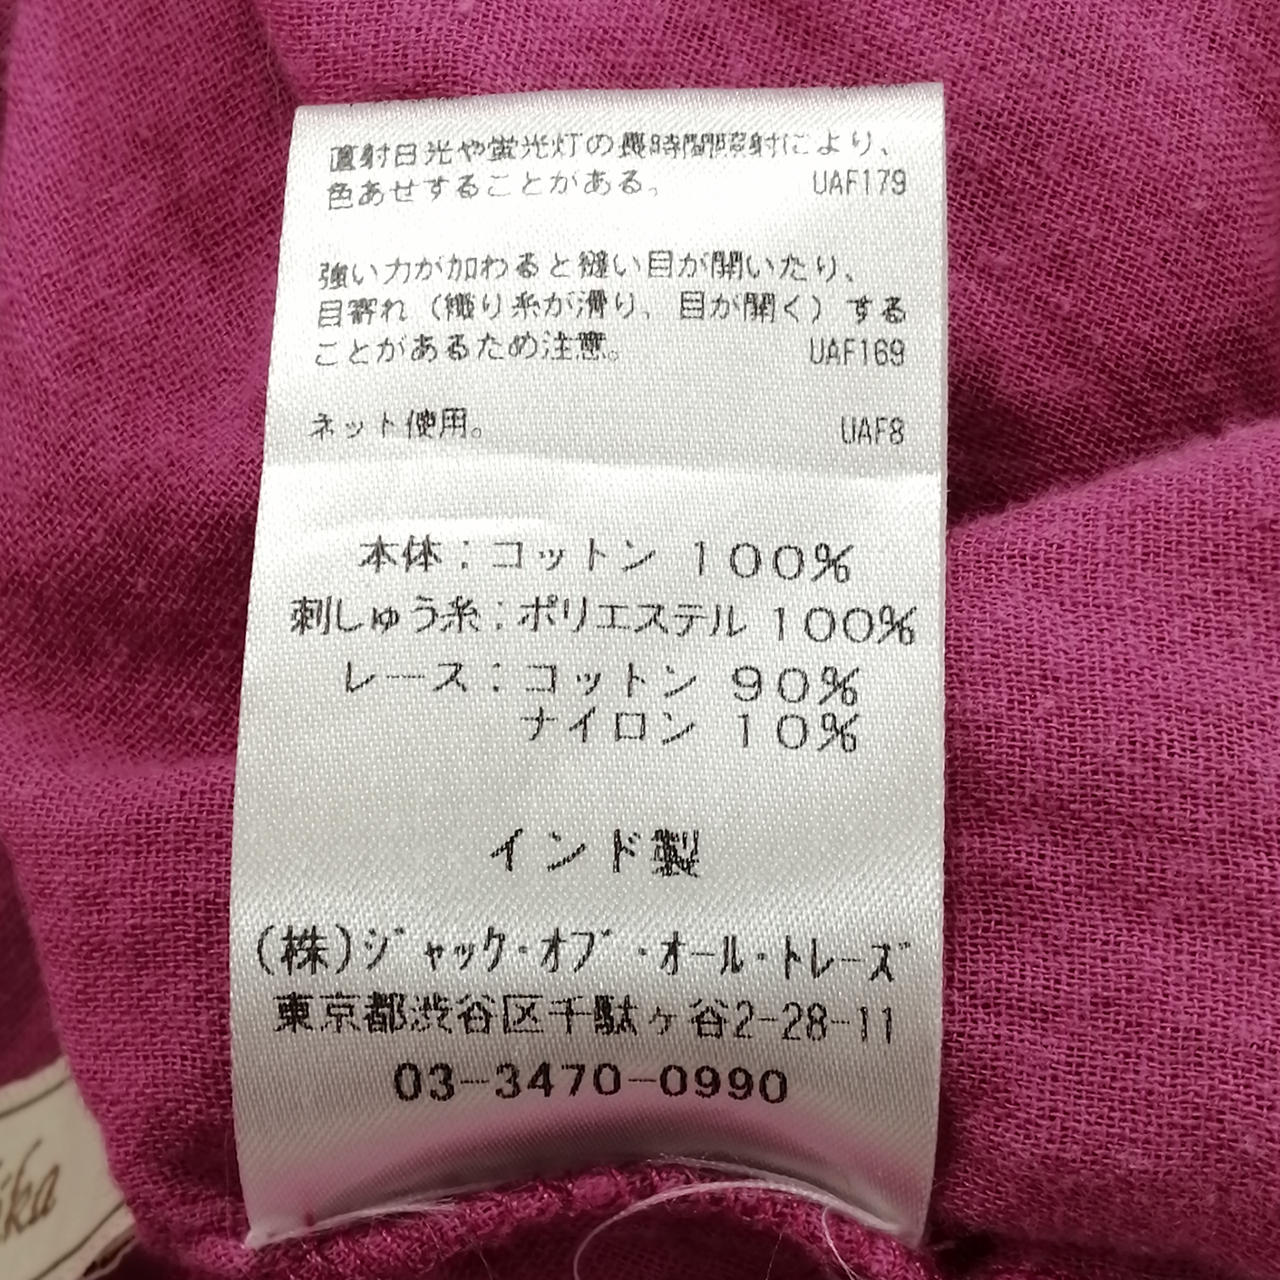 直射日光や蛍光灯の長時間照射により、
色あせすることがある。 UAF179
強い力が加わると縫い目が開いたり、
目寄れ（織り糸が滑り、目が開く）する
ことがあるため注意。 UAF169
ネット使用。 UAF8
本体：コットン 100%
刺しゅう糸：ポリエステル 100%
レース：コットン 90%
ナイロン 10%
インド製
(株)ｼﾞｬｯｸ･ｵﾌﾞ･ｵｰﾙ･ﾄﾚｰｽﾞ
東京都渋谷区千駄ヶ谷2-28-11
03-3470-0990